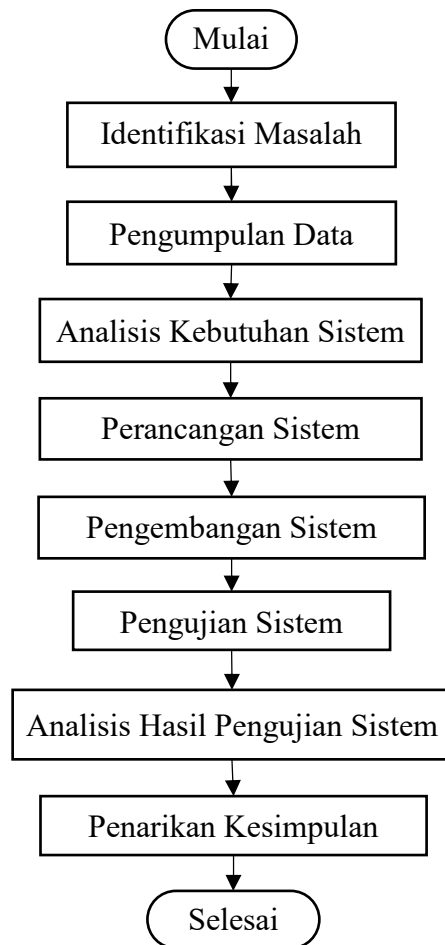 Mulai
Identifikasi Masalah
Pengumpulan Data
Analisis Kebutuhan Sistem
Perancangan Sistem
Pengembangan Sistem
Pengujian Sistem
Analisis Hasil Pengujian Sistem
Penarikan Kesimpulan
Selesai